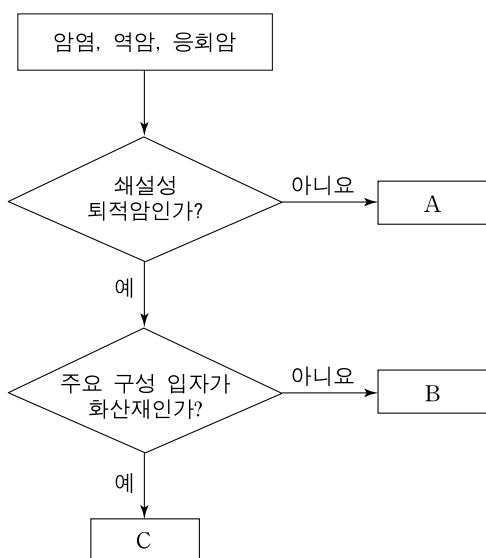 암염, 역암, 응회암
쇄설성
퇴적암인가?
아니요
A
예
주요 구성 입자가
화산재인가?
아니요
B
예
C